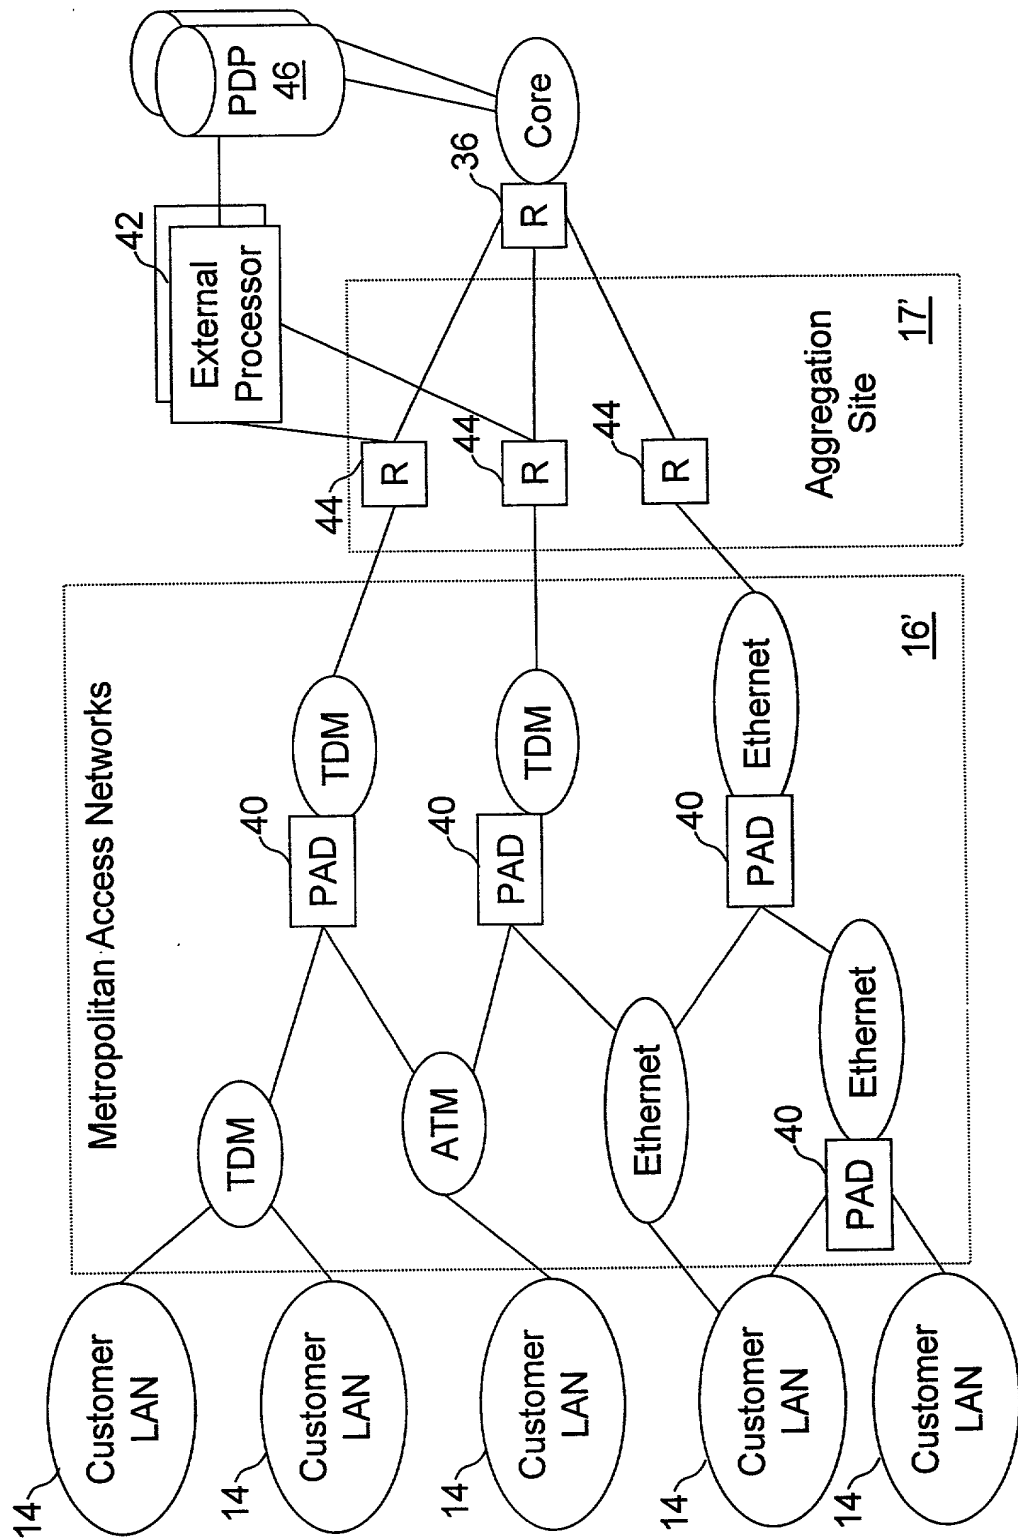 Metropolitan Access Networks
14
Customer
LAN
14
Customer
LAN
14
Customer
LAN
14
Customer
LAN
14
Customer
LAN
TDM
ATM
Ethernet
PAD
40
Ethernet
PAD
40
TDM
PAD
40
TDM
PAD
40
Ethernet
16'
44
R
44
R
44
R
Aggregation
Site
17'
External
Processor
42
PDP
46
R
36
Core